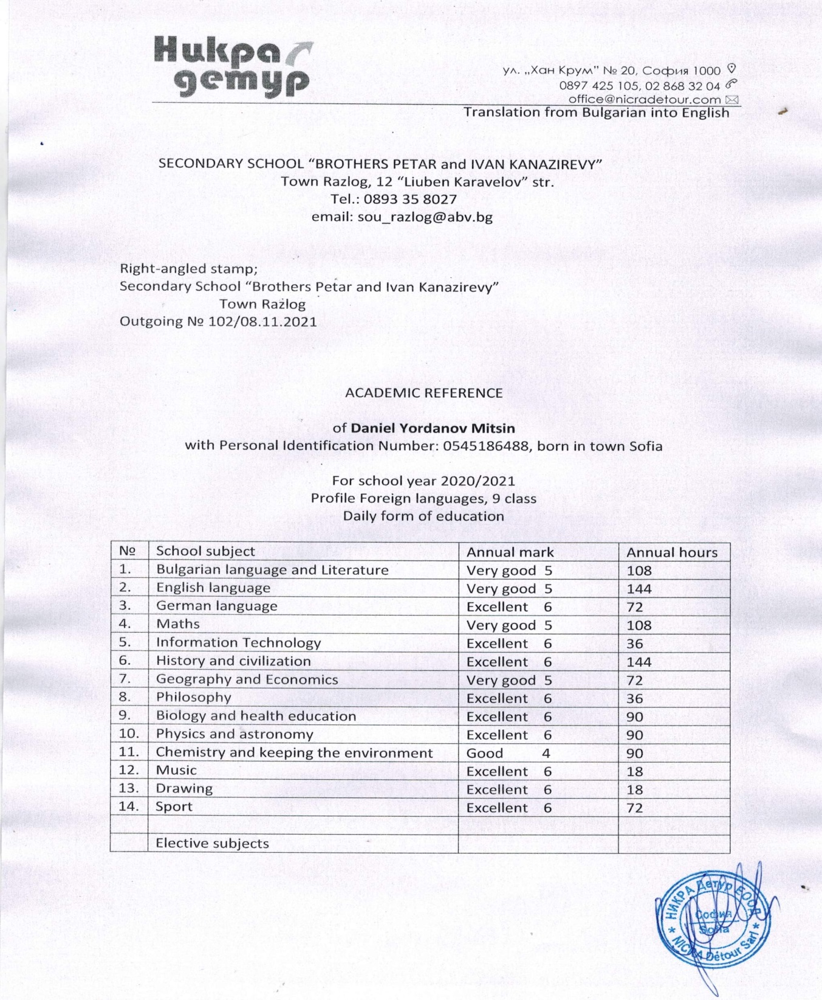 Никра
детур
ул. „Хан Крум" № 20, София 1000
0897 425 105, 02 868 32 04
office@nicradetour.com
Translation from Bulgarian into English
SECONDARY SCHOOL “BROTHERS PETAR and IVAN KANAZIREVY”
Town Razlog, 12 “Liuben Karavelov” str.
Tel.: 0893 35 8027
email: sou_razlog@abv.bg
Right-angled stamp;
Secondary School “Brothers Petar and Ivan Kanazirevy”
Town Razlog
Outgoing № 102/08.11.2021
ACADEMIC REFERENCE
of Daniel Yordanov Mitsin
with Personal Identification Number: 0545186488, born in town Sofia
For school year 2020/2021
Profile Foreign languages, 9 class
Daily form of education
№ School subject Annual mark Annual hours
1. Bulgarian language and Literature Very good 5 108
2. English language Very good 5 144
3. German language Excellent 6 72
4. Maths Very good 5 108
5. Information Technology Excellent 6 36
6. History and civilization Excellent 6 144
7. Geography and Economics Very good 5 72
8. Philosophy Excellent 6 36
9. Biology and health education Excellent 6 90
10. Physics and astronomy Excellent 6 90
11. Chemistry and keeping the environment Good 4 90
12. Music Excellent 6 18
13. Drawing Excellent 6 18
14. Sport Excellent 6 72
Elective subjects
НИКРА Детур ЕООД
София
Sofia
NICRA Détour Sarl